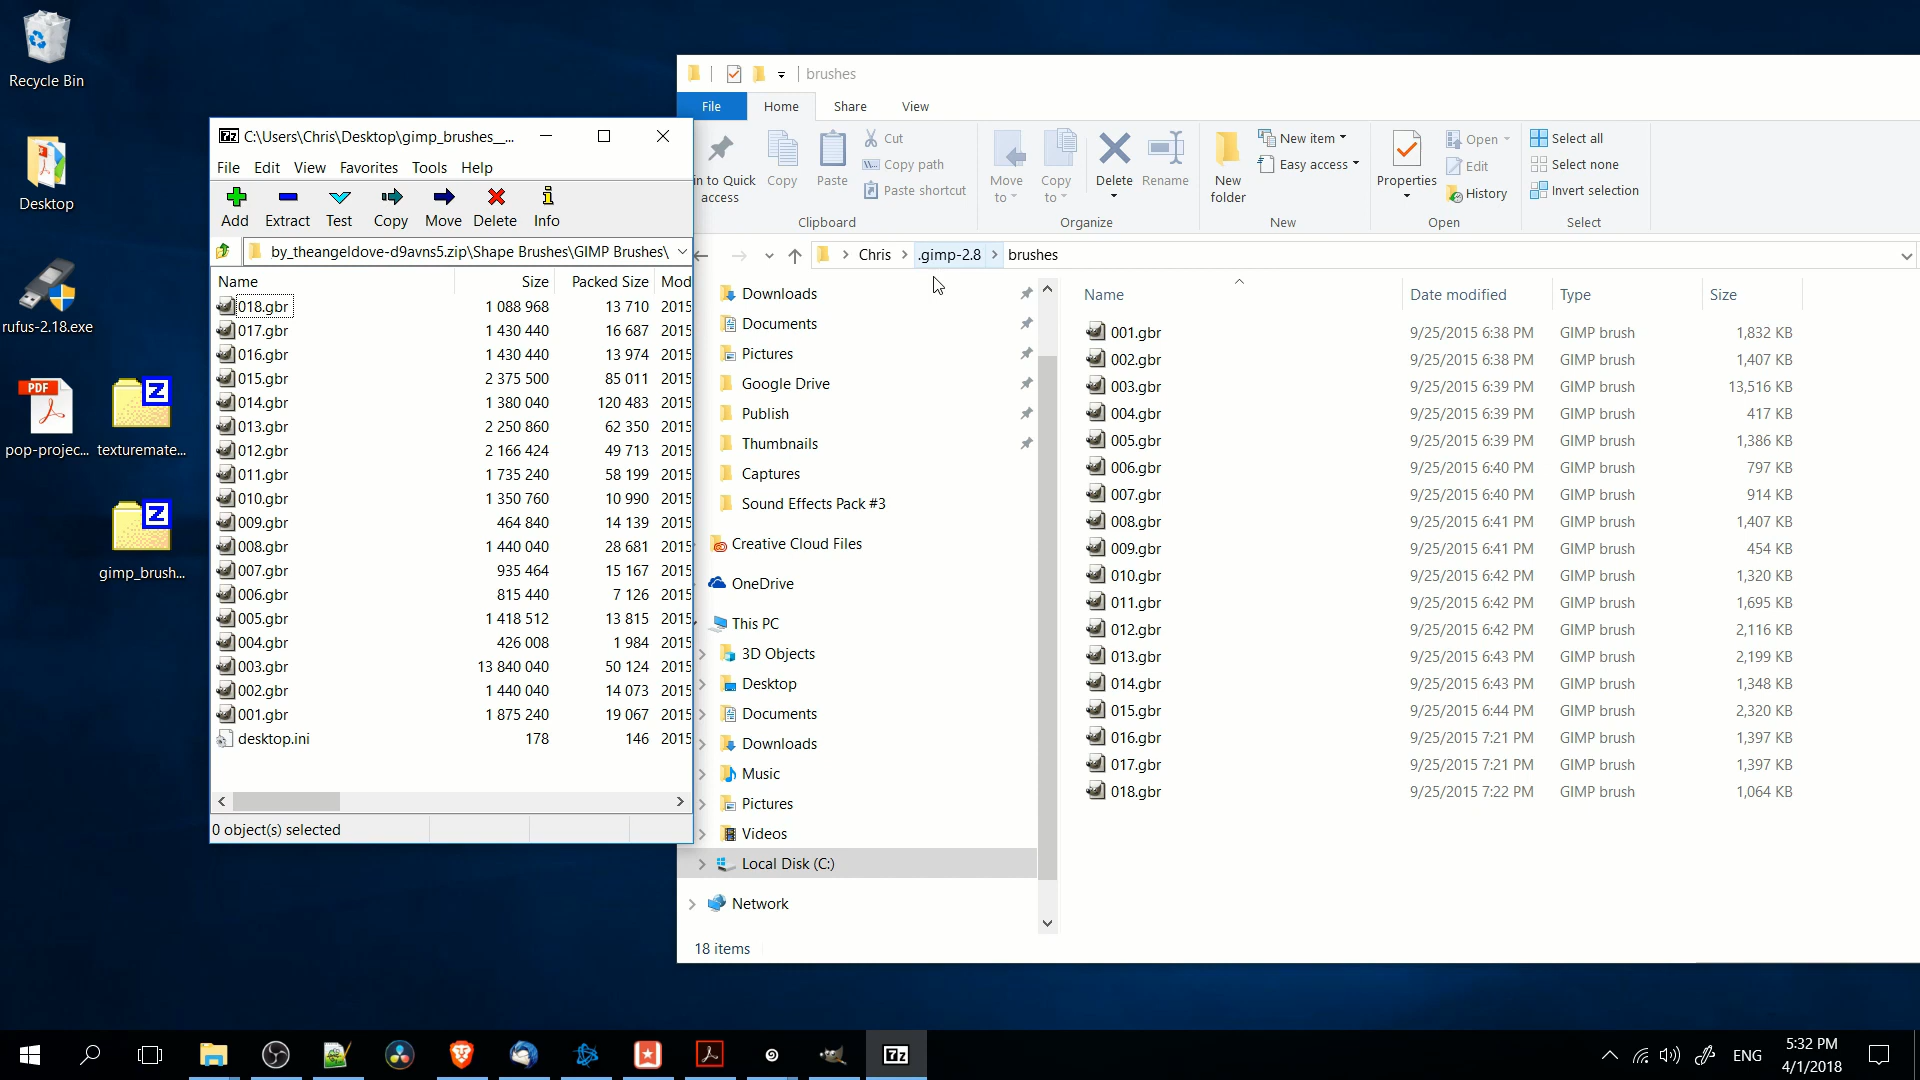 Recycle Bin
Desktop
rufus-2.18.exe
PDF
pop-projec...
Z
texturemate...
Z
gimp_brush...
7z C:\Users\Chris\Desktop\gimp_brushes__...
File Edit View Favorites Tools Help
Add Extract Test Copy Move Delete Info
by_theangeldove-d9avns5.zip\Shape Brushes\GIMP Brushes\
Name Size Packed Size Mod
018.gbr 1 088 968 13 710 2015
017.gbr 1 430 440 16 687 2015
016.gbr 1 430 440 13 974 2015
015.gbr 2 375 500 85 011 2015
014.gbr 1 380 040 120 483 2015
013.gbr 2 250 860 62 350 2015
012.gbr 2 166 424 49 713 2015
011.gbr 1 735 240 58 199 2015
010.gbr 1 350 760 10 990 2015
009.gbr 464 840 14 139 2015
008.gbr 1 440 040 28 681 2015
007.gbr 935 464 15 167 2015
006.gbr 815 440 7 126 2015
005.gbr 1 418 512 13 815 2015
004.gbr 426 008 1 984 2015
003.gbr 13 840 040 50 124 2015
002.gbr 1 440 040 14 073 2015
001.gbr 1 875 240 19 067 2015
desktop.ini 178 146 2015
0 object(s) selected
brushes
File Home Share View
in to Quick access
Copy
Paste
Cut
Copy path
Paste shortcut
Clipboard
Move to
Copy to
Delete
Rename
Organize
New folder
New item
Easy access
New
Properties
Open
Edit
History
Open
Select all
Select none
Invert selection
Select
Chris > .gimp-2.8 > brushes
Downloads
Documents
Pictures
Google Drive
Publish
Thumbnails
Captures
Sound Effects Pack #3
Creative Cloud Files
OneDrive
This PC
3D Objects
Desktop
Documents
Downloads
Music
Pictures
Videos
Local Disk (C:)
Network
18 items
Name Date modified Type Size
001.gbr 9/25/2015 6:38 PM GIMP brush 1,832 KB
002.gbr 9/25/2015 6:38 PM GIMP brush 1,407 KB
003.gbr 9/25/2015 6:39 PM GIMP brush 13,516 KB
004.gbr 9/25/2015 6:39 PM GIMP brush 417 KB
005.gbr 9/25/2015 6:39 PM GIMP brush 1,386 KB
006.gbr 9/25/2015 6:40 PM GIMP brush 797 KB
007.gbr 9/25/2015 6:40 PM GIMP brush 914 KB
008.gbr 9/25/2015 6:41 PM GIMP brush 1,407 KB
009.gbr 9/25/2015 6:41 PM GIMP brush 454 KB
010.gbr 9/25/2015 6:42 PM GIMP brush 1,320 KB
011.gbr 9/25/2015 6:42 PM GIMP brush 1,695 KB
012.gbr 9/25/2015 6:42 PM GIMP brush 2,116 KB
013.gbr 9/25/2015 6:43 PM GIMP brush 2,199 KB
014.gbr 9/25/2015 6:43 PM GIMP brush 1,348 KB
015.gbr 9/25/2015 6:44 PM GIMP brush 2,320 KB
016.gbr 9/25/2015 7:21 PM GIMP brush 1,397 KB
017.gbr 9/25/2015 7:21 PM GIMP brush 1,397 KB
018.gbr 9/25/2015 7:22 PM GIMP brush 1,064 KB
7z
ENG
5:32 PM
4/1/2018